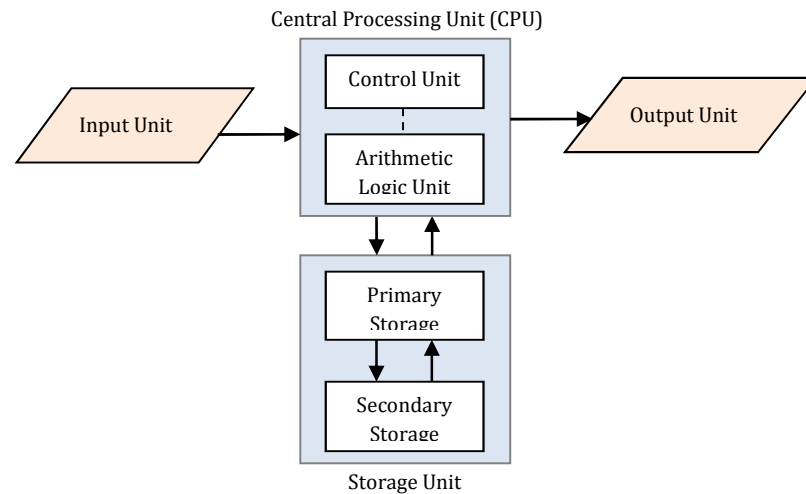 Central Processing Unit (CPU)
Control Unit
Input Unit
Output Unit
Arithmetic
Logic Unit
Primary
Storage
Secondary
Storage
Storage Unit